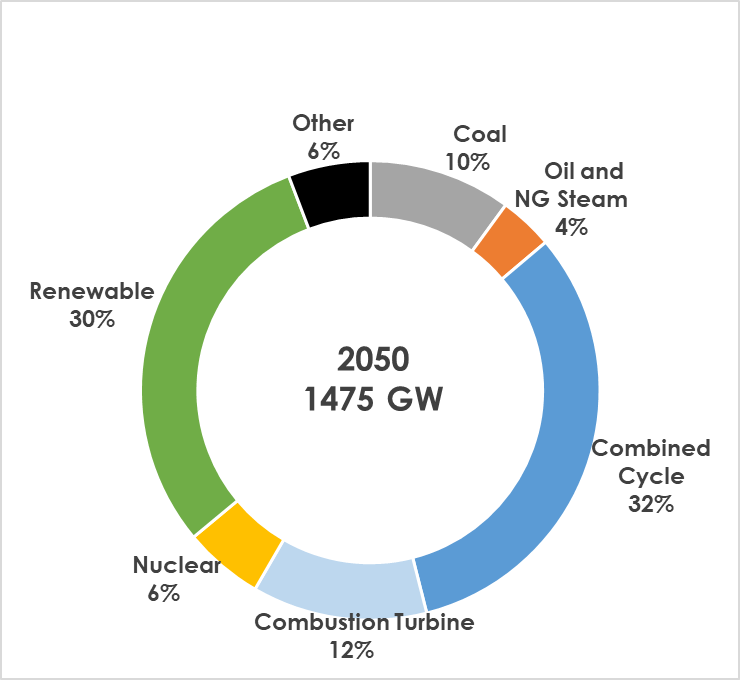 Other
6%
Coal
10%
Oil and
NG Steam
4%
Renewable
30%
2050
1475 GW
Combined
Cycle
32%
Nuclear
6%
Combustion Turbine
12%